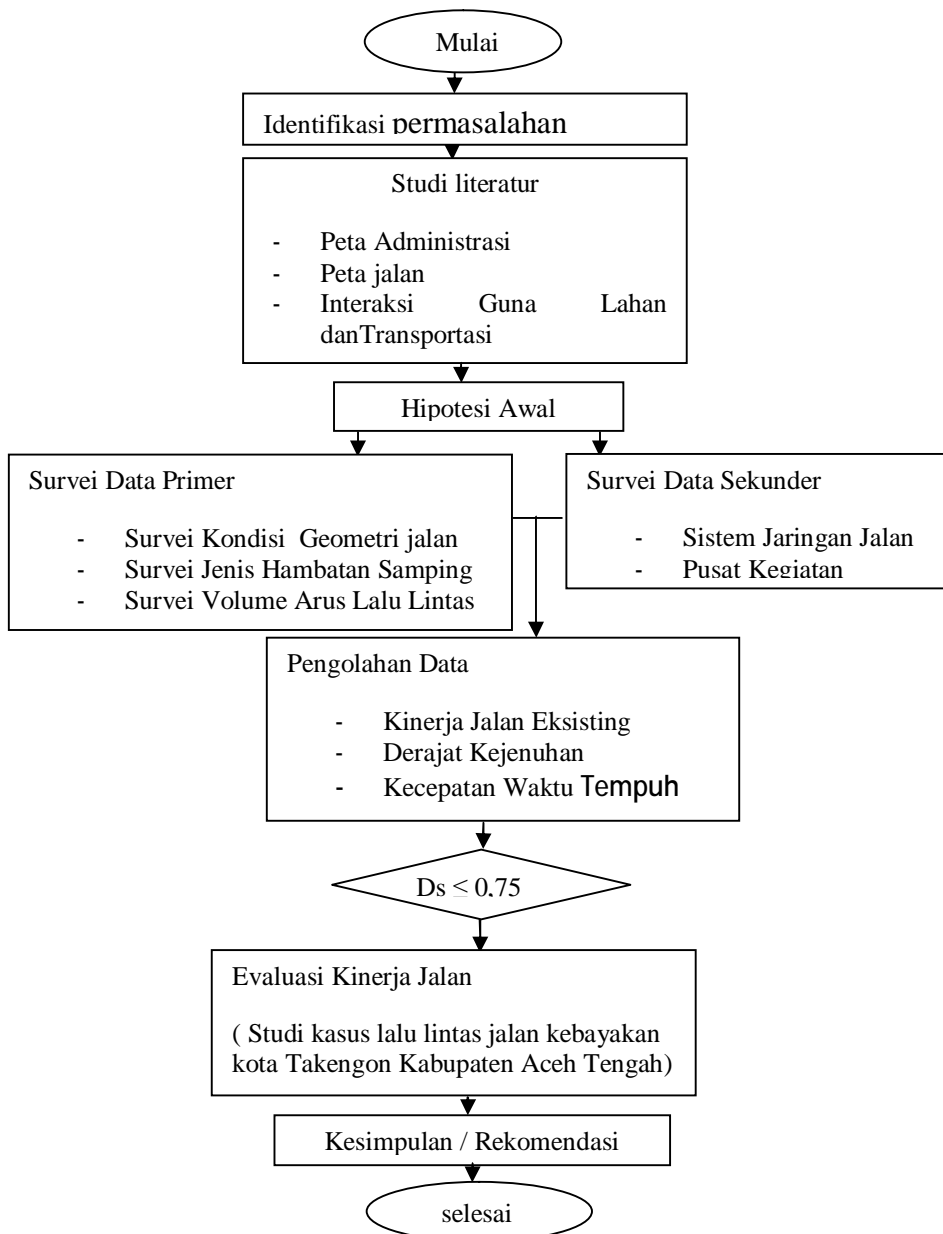 Mulai
Identifikasi permasalahan
Studi literatur
- Peta Administrasi
- Peta jalan
- Interaksi Guna Lahan
danTransportasi
Hipotesi Awal
Survei Data Primer
- Survei Kondisi Geometri jalan
- Survei Jenis Hambatan Samping
- Survei Volume Arus Lalu Lintas
Survei Data Sekunder
- Sistem Jaringan Jalan
- Pusat Kegiatan
Pengolahan Data
- Kinerja Jalan Eksisting
- Derajat Kejenuhan
- Kecepatan Waktu Tempuh
Ds ≤ 0,75
Evaluasi Kinerja Jalan
( Studi kasus lalu lintas jalan kebayakan
kota Takengon Kabupaten Aceh Tengah)
Kesimpulan / Rekomendasi
selesai